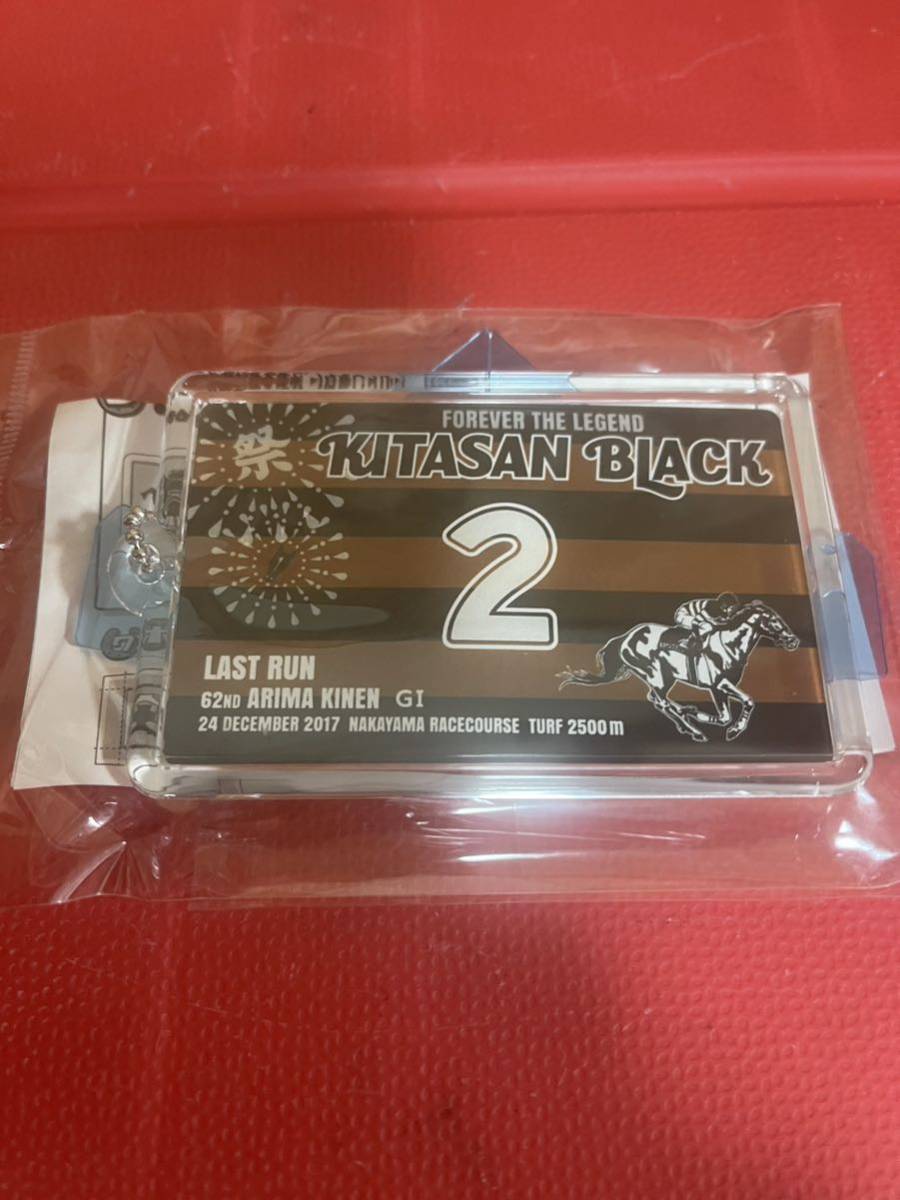 FOREVER THE LEGEND
祭
KITASAN BLACK
2
LAST RUN
62ND ARIMA KINEN GI
24 DECEMBER 2017 NAKAYAMA RACECOURSE TURF 2500m